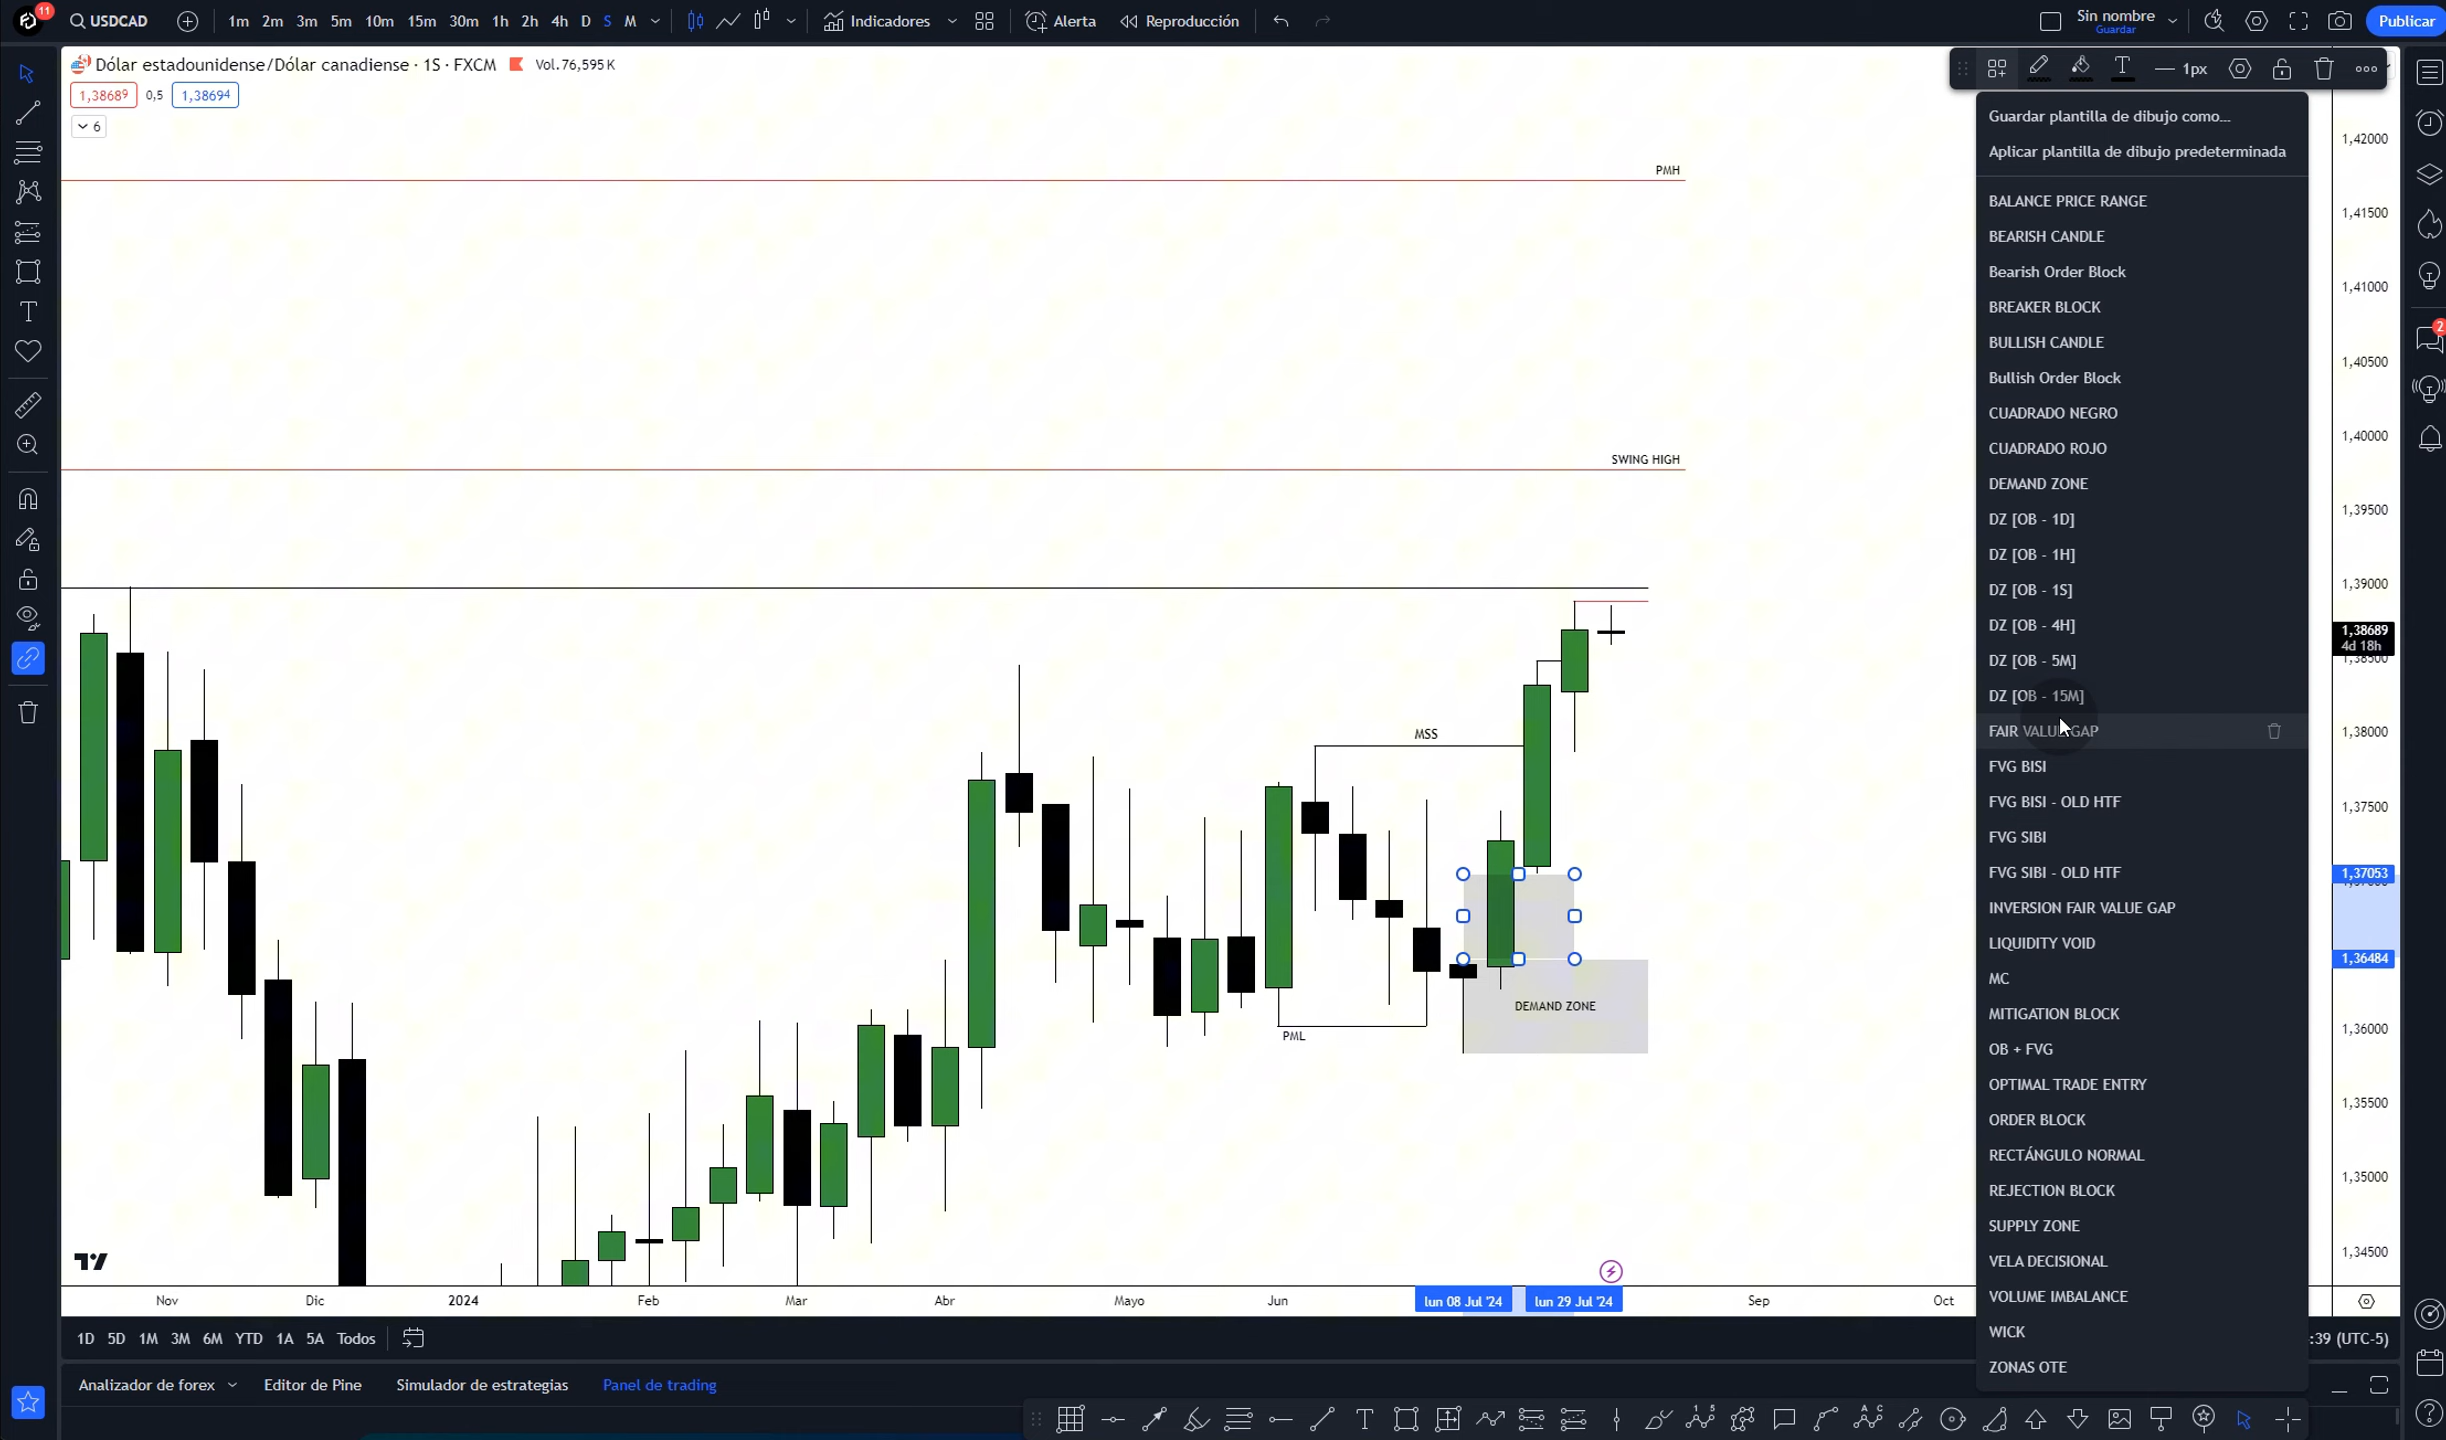 11
USDCAD
1m 2m 3m 5m 10m 15m 30m 1h 2h 4h D S M
Indicadores
Alerta
Reproducción
Sin nombre
Guardar
Publicar
Dólar estadounidense/Dólar canadiense · 1S · FXCM
Vol. 76,595 K
1,38689
0,5
1,38694
6
1px
Guardar plantilla de dibujo como...
Aplicar plantilla de dibujo predeterminada
BALANCE PRICE RANGE
BEARISH CANDLE
Bearish Order Block
BREAKER BLOCK
BULLISH CANDLE
Bullish Order Block
CUADRADO NEGRO
CUADRADO ROJO
DEMAND ZONE
DZ [OB - 1D]
DZ [OB - 1H]
DZ [OB - 1S]
DZ [OB - 4H]
DZ [OB - 5M]
DZ [OB - 15M]
FAIR VALUE GAP
FVG BISI
FVG BISI - OLD HTF
FVG SIBI
FVG SIBI - OLD HTF
INVERSION FAIR VALUE GAP
LIQUIDITY VOID
MC
MITIGATION BLOCK
OB + FVG
OPTIMAL TRADE ENTRY
ORDER BLOCK
RECTÁNGULO NORMAL
REJECTION BLOCK
SUPPLY ZONE
VELA DECISIONAL
VOLUME IMBALANCE
WICK
ZONAS OTE
PMH
SWING HIGH
MSS
DEMAND ZONE
PML
1,42000
1,41500
1,41000
1,40500
1,40000
1,39500
1,39000
1,38689
4d 18h
1,38500
1,38000
1,37500
1,37053
1,36484
1,36000
1,35500
1,35000
1,34500
2
Nov Dic 2024 Feb Mar Abr Mayo Jun lun 08 Jul '24 lun 29 Jul '24 Sep Oct
1D 5D 1M 3M 6M YTD 1A 5A Todos
:39 (UTC-5)
Analizador de forex
Editor de Pine
Simulador de estrategias
Panel de trading